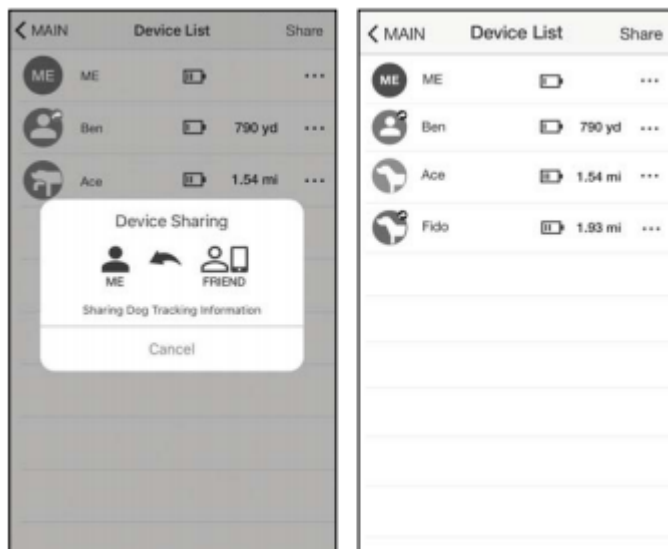 MAIN Device List Share
ME ME ...
Ben 790 yd ...
Ace 1.54 mi ...
Device Sharing
ME FRIEND
Sharing Dog Tracking Information
Cancel
MAIN Device List Share
ME ME ...
Ben 790 yd ...
Ace 1.54 mi ...
Fido 1.93 mi ...